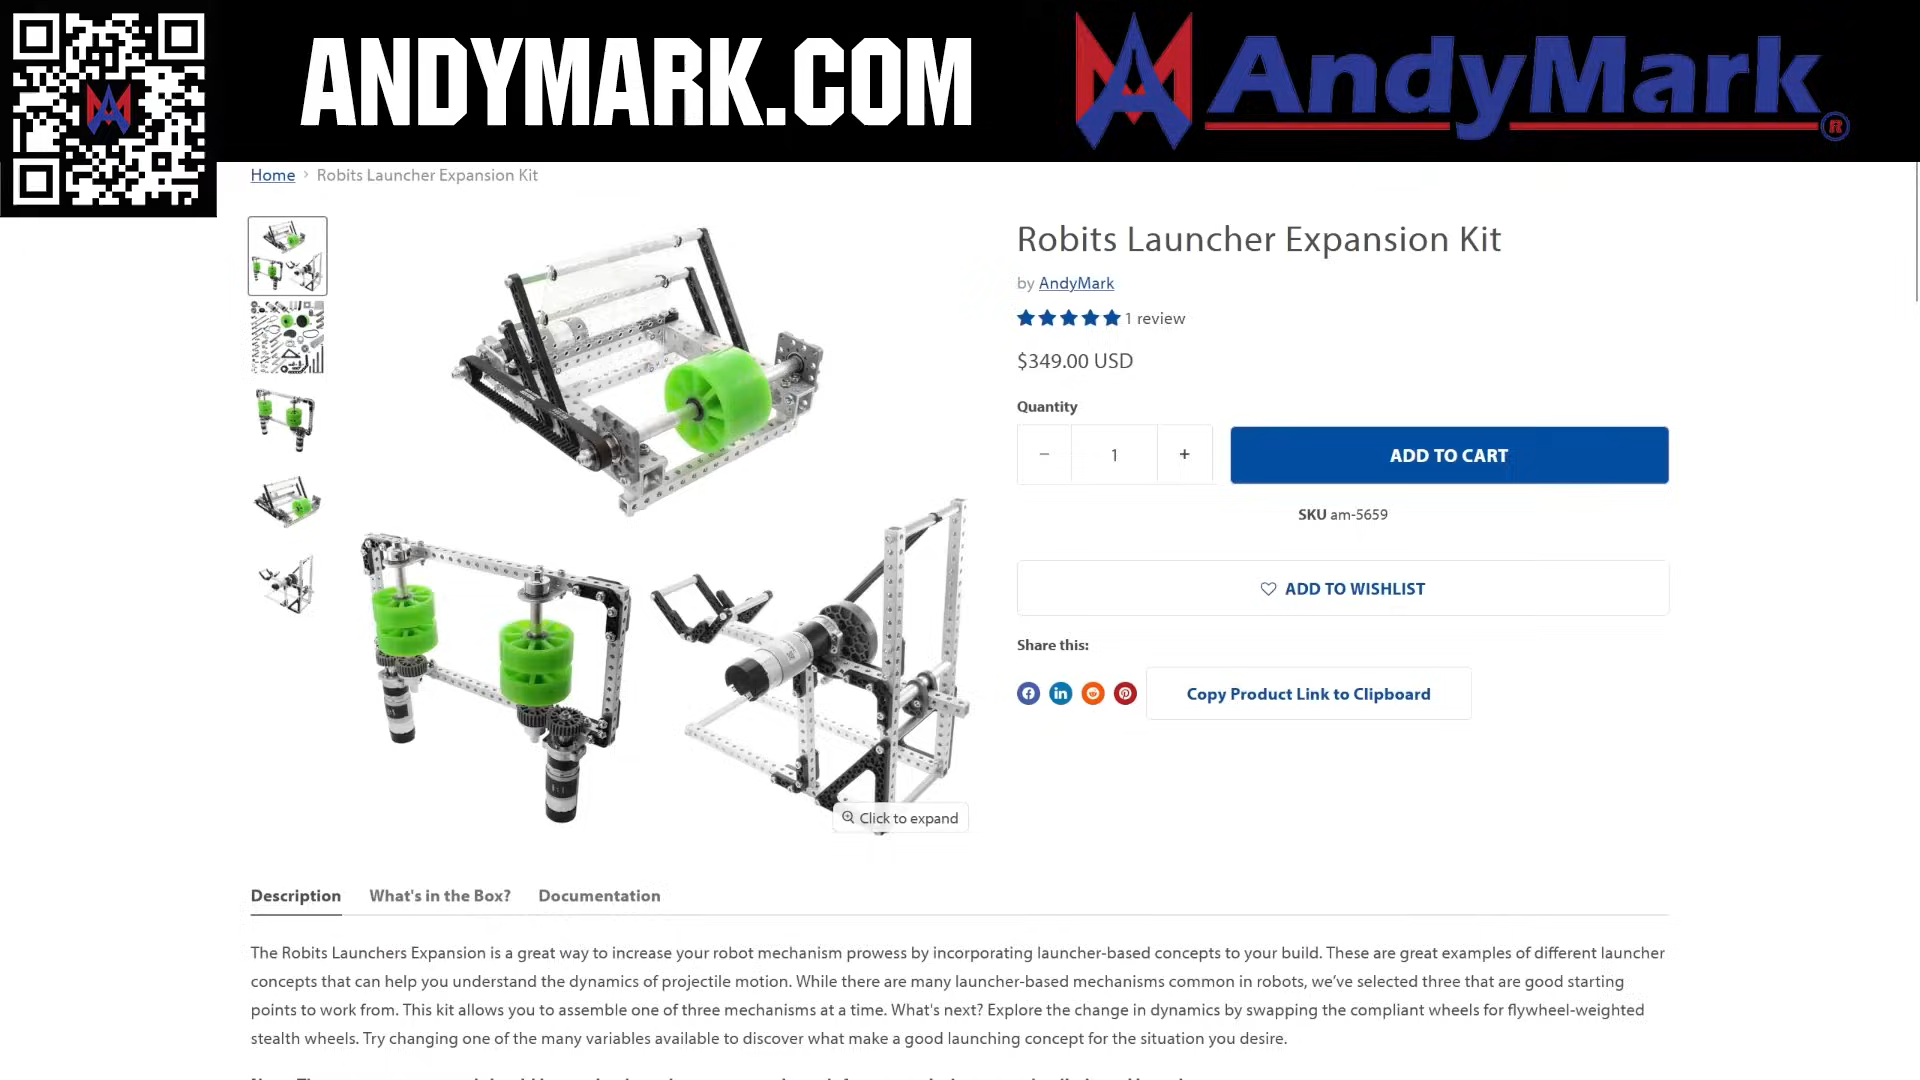 ANDYMARK.COM
AndyMark®
Home › Robits Launcher Expansion Kit
Robits Launcher Expansion Kit
by AndyMark
1 review
$349.00 USD
Quantity
− 1 +
ADD TO CART
SKU am-5659
ADD TO WISHLIST
Share this:
Copy Product Link to Clipboard
Click to expand
Description What's in the Box? Documentation
The Robits Launchers Expansion is a great way to increase your robot mechanism prowess by incorporating launcher-based concepts to your build. These are great examples of different launcher
concepts that can help you understand the dynamics of projectile motion. While there are many launcher-based mechanisms common in robots, we’ve selected three that are good starting
points to work from. This kit allows you to assemble one of three mechanisms at a time. What's next? Explore the change in dynamics by swapping the compliant wheels for flywheel-weighted
stealth wheels. Try changing one of the many variables available to discover what make a good launching concept for the situation you desire.